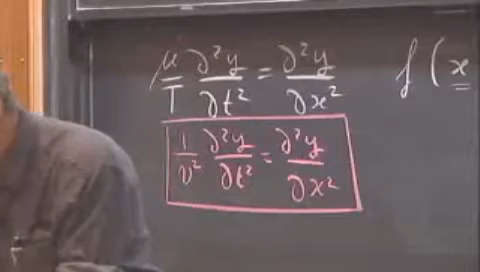 μ/T ∂²y/∂t² = ∂²y/∂x² f(x
1/v² ∂²y/∂t² = ∂²y/∂x²